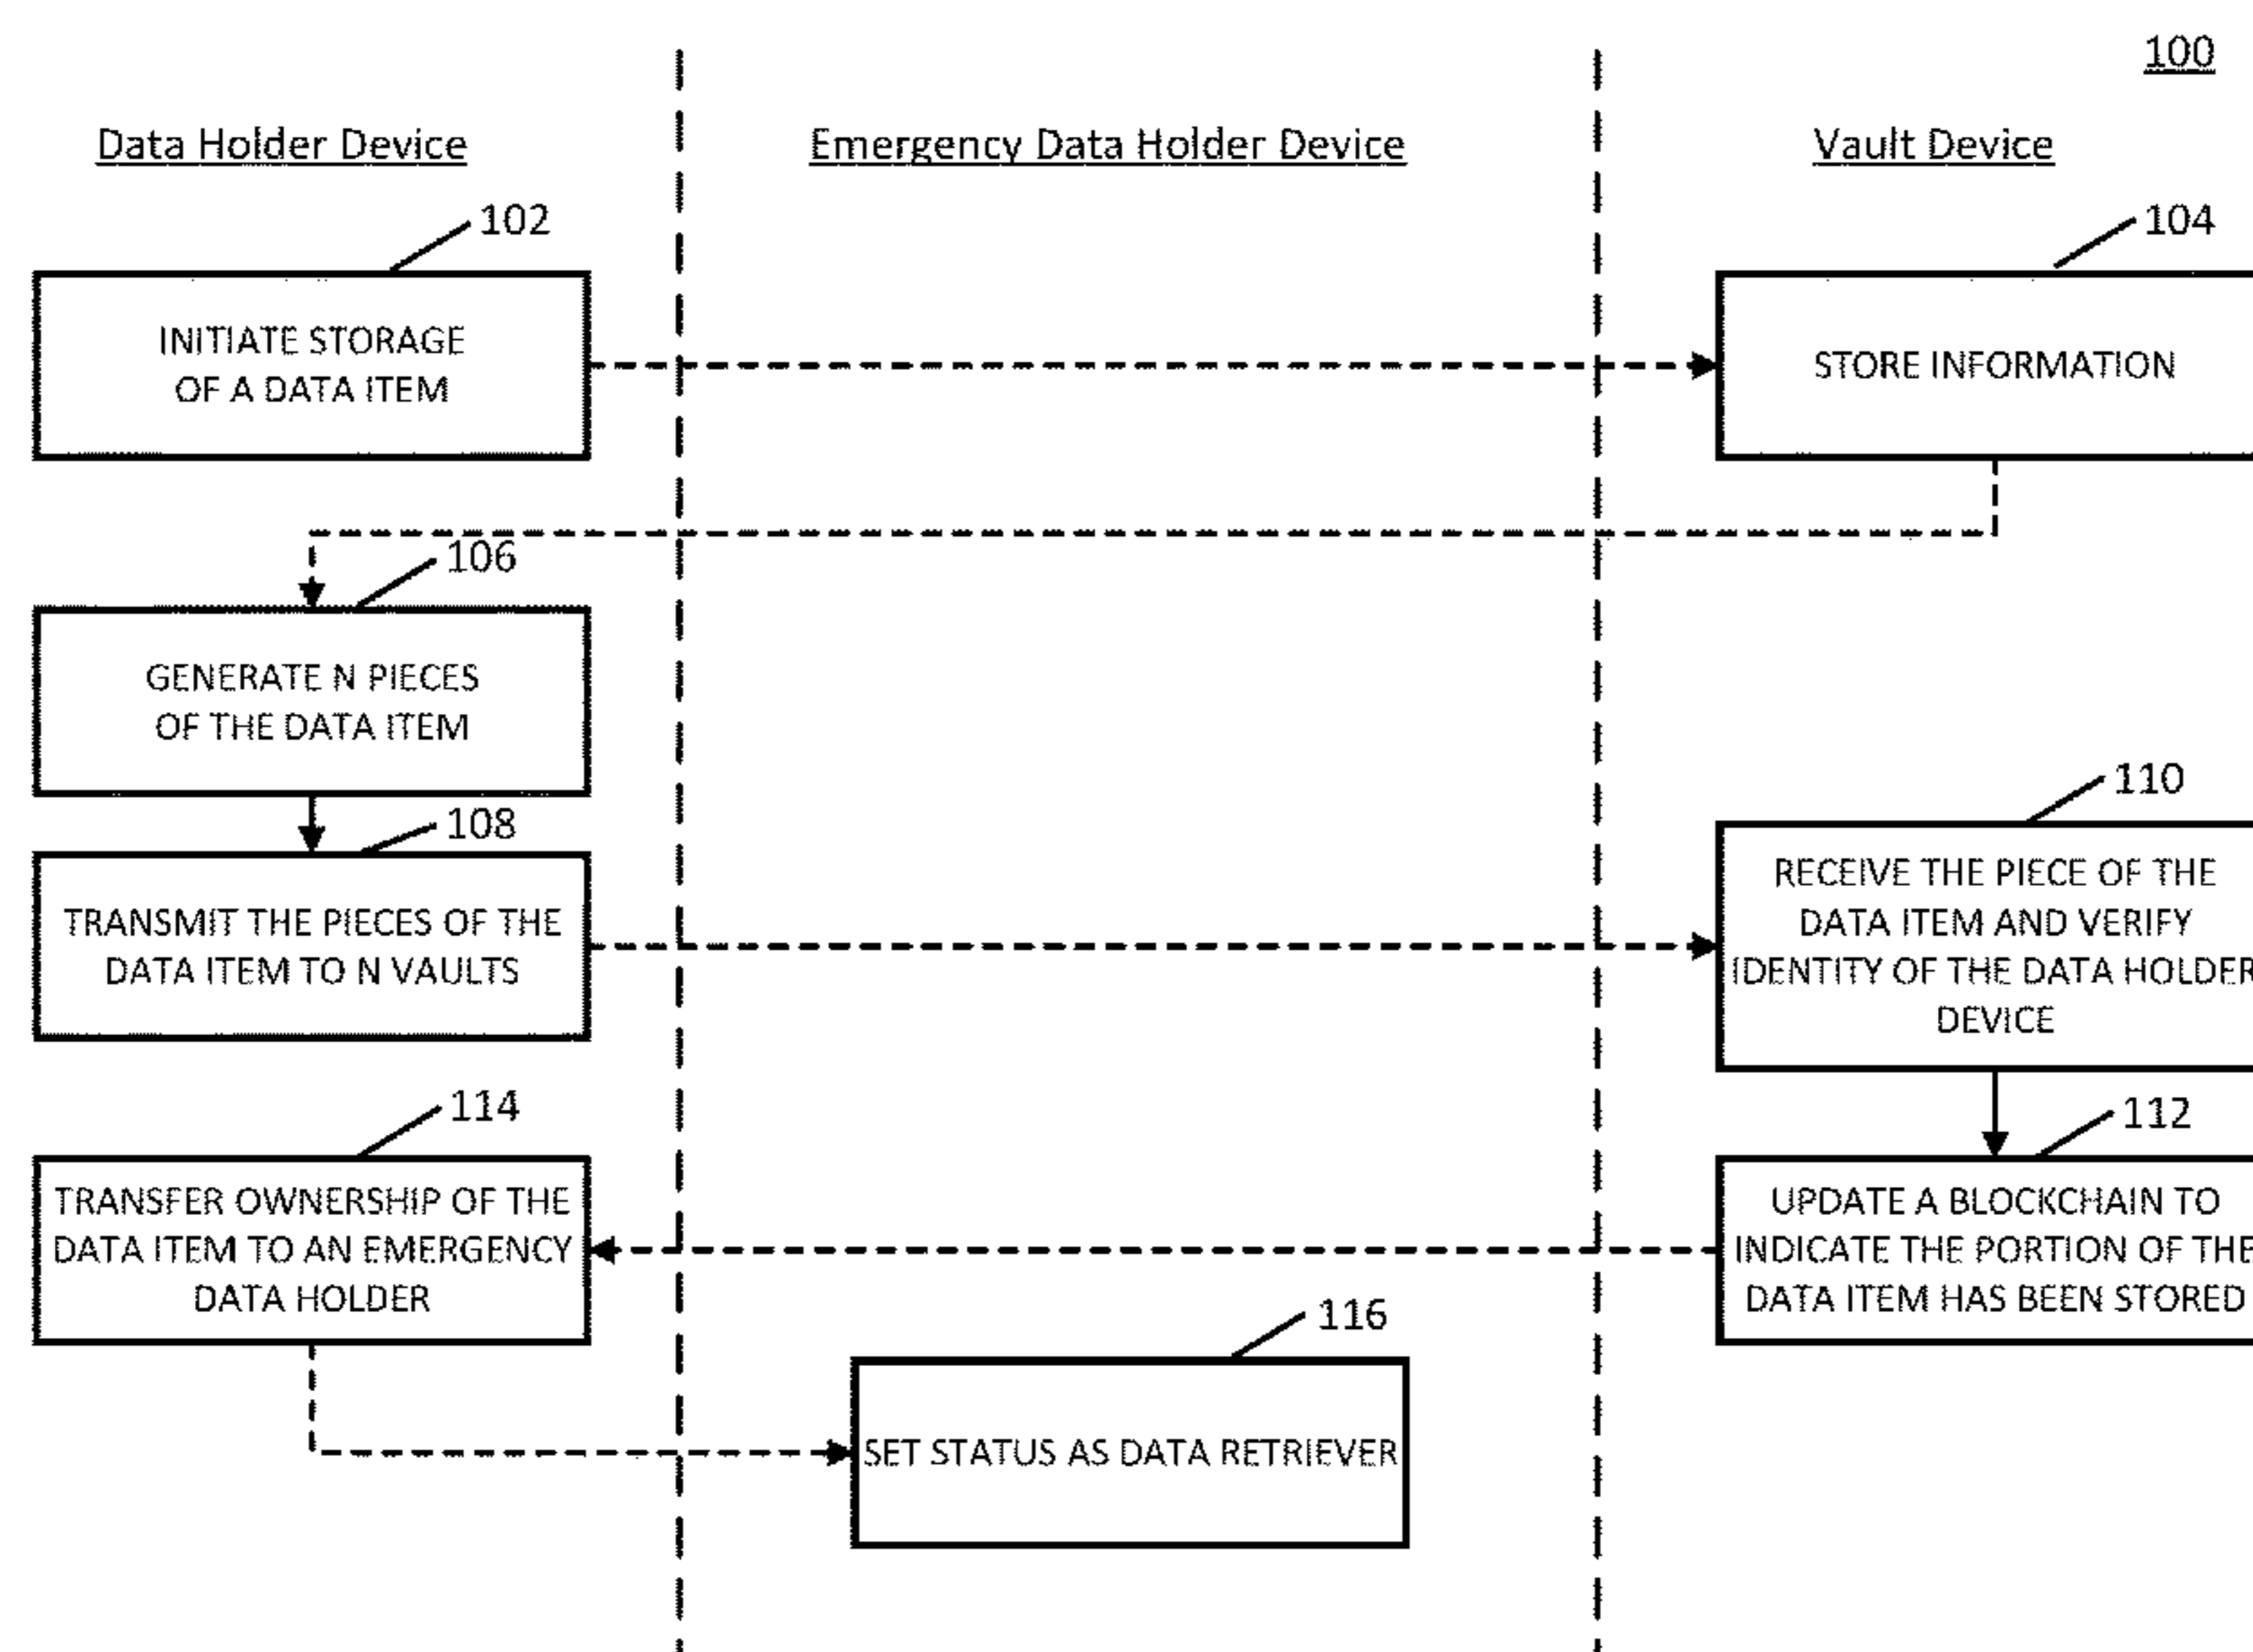 100
Data Holder Device
Emergency Data Holder Device
Vault Device
102
104
INITIATE STORAGE
OF A DATA ITEM
STORE INFORMATION
106
GENERATE N PIECES
OF THE DATA ITEM
108
110
TRANSMIT THE PIECES OF THE
DATA ITEM TO N VAULTS
RECEIVE THE PIECE OF THE
DATA ITEM AND VERIFY
IDENTITY OF THE DATA HOLDER
DEVICE
114
112
TRANSFER OWNERSHIP OF THE
DATA ITEM TO AN EMERGENCY
DATA HOLDER
UPDATE A BLOCKCHAIN TO
INDICATE THE PORTION OF THE
DATA ITEM HAS BEEN STORED
116
SET STATUS AS DATA RETRIEVER